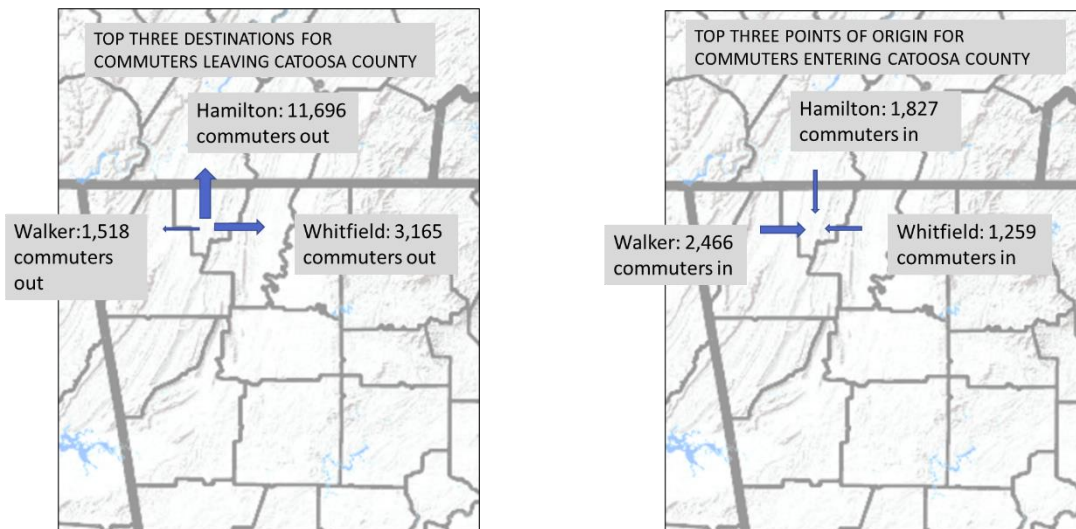 TOP THREE DESTINATIONS FOR
COMMUTERS LEAVING CATOOSA COUNTY
Hamilton: 11,696
commuters out
Walker:1,518
commuters
out
Whitfield: 3,165
commuters out
TOP THREE POINTS OF ORIGIN FOR
COMMUTERS ENTERING CATOOSA COUNTY
Hamilton: 1,827
commuters in
Walker: 2,466
commuters in
Whitfield: 1,259
commuters in